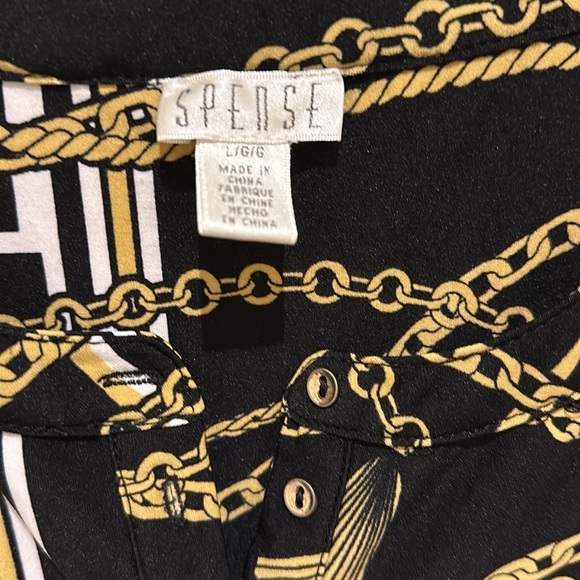 SPENSE
L/G/G
MADE IN
CHINA
FABRIQUE
EN CHINE
HECHO
EN CHINA